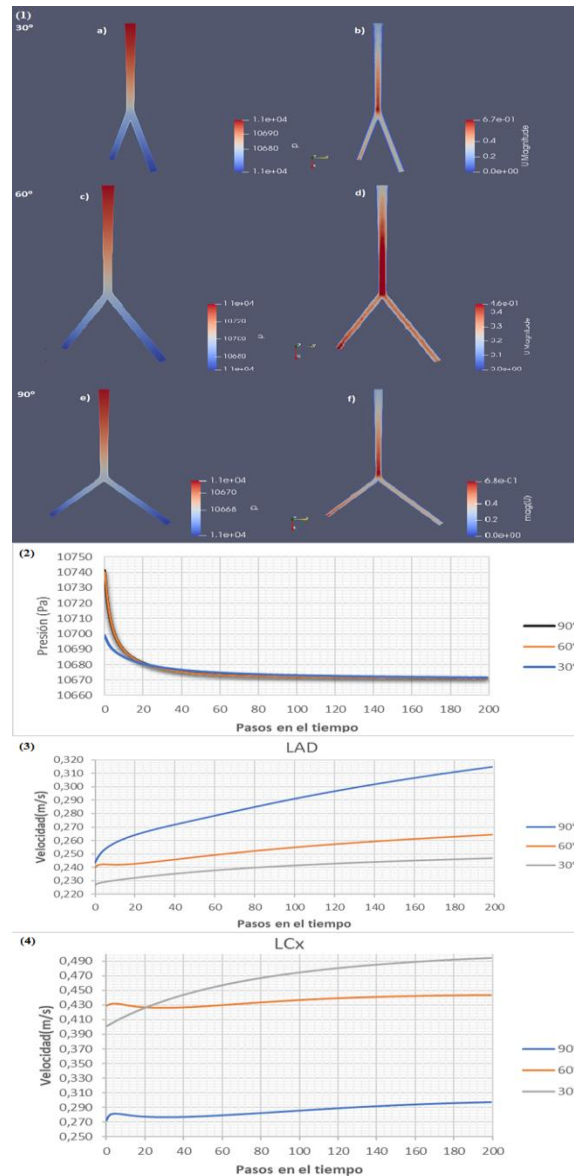 (1)
30°
a)
b)
1.1e+04
10690
10680
1.1e+04
p
6.7e-01
0.4
0.2
0.0e+00
U Magnitude
60°
c)
d)
1.1e+04
10720
10700
10680
1.1e+04
p
4.6e-01
0.4
0.3
0.2
0.1
0.0e+00
U Magnitude
90°
e)
f)
1.1e+04
10670
10668
1.1e+04
p
6.8e-01
0.4
0.2
0.0e+00
mag(U)
(2)
10750
10740
10730
10720
10710
10700
10690
10680
10670
10660
Presión (Pa)
0 20 40 60 80 100 120 140 160 180 200
Pasos en el tiempo
90°
60°
30°
(3)
LAD
0,320
0,310
0,300
0,290
0,280
0,270
0,260
0,250
0,240
0,230
0,220
Velocidad(m/s)
0 20 40 60 80 100 120 140 160 180 200
Pasos en el tiempo
90°
60°
30°
(4)
LCx
0,490
0,470
0,450
0,430
0,410
0,390
0,370
0,350
0,330
0,310
0,290
0,270
0,250
Velocidad(m/s)
0 20 40 60 80 100 120 140 160 180 200
Pasos en el tiempo
90°
60°
30°